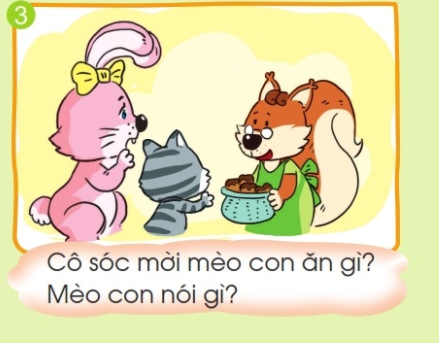 3
Cô sóc mời mèo con ăn gì?
Mèo con nói gì?